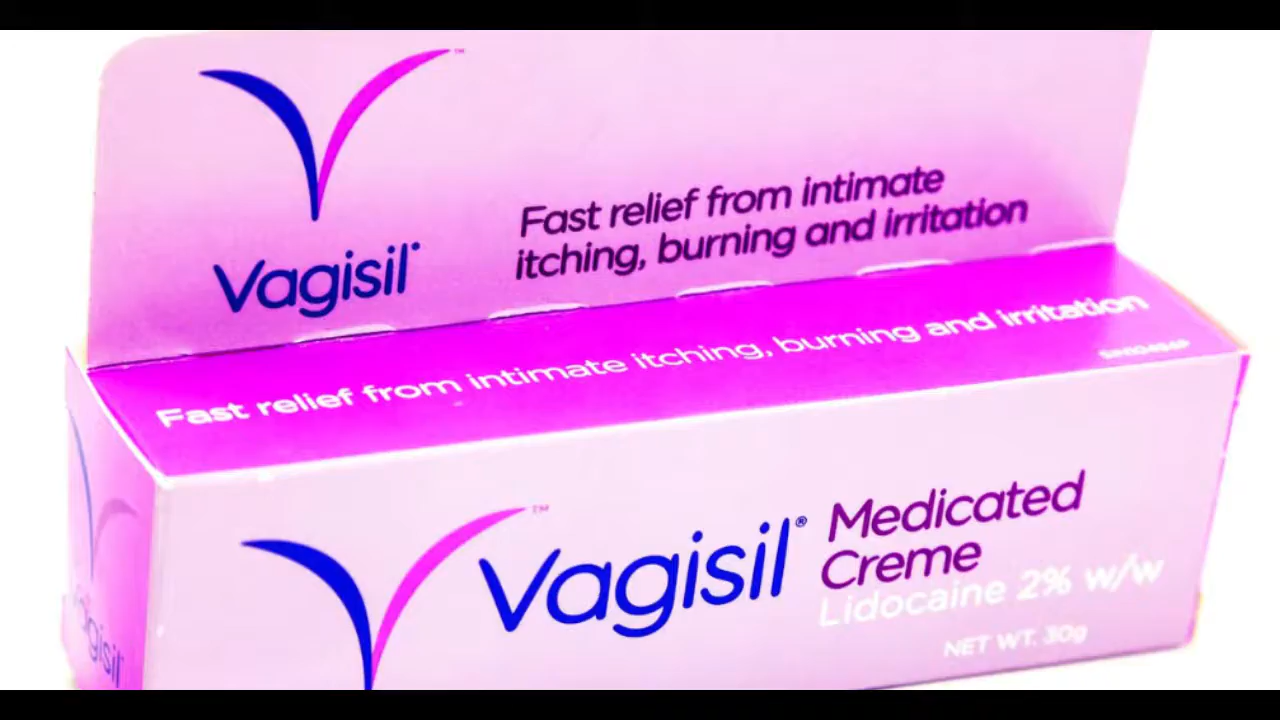 Vagisil
Fast relief from intimate
itching, burning and irritation
Fast relief from intimate itching, burning and irritation
Vagisil® Medicated
Creme
Lidocaine 2% w/w
NET WT. 30g